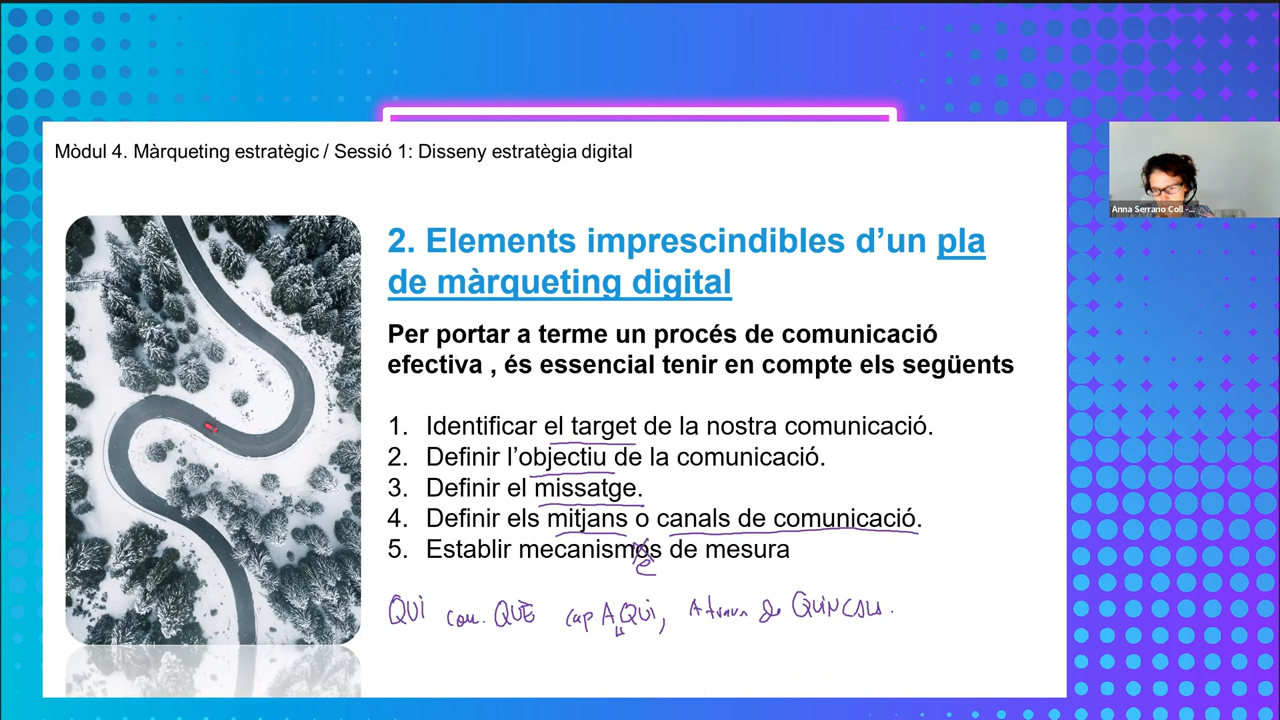 Mòdul 4. Màrqueting estratègic / Sessió 1: Disseny estratègia digital
Anna Serrano Coll -...
2. Elements imprescindibles d’un pla
de màrqueting digital
Per portar a terme un procés de comunicació
efectiva , és essencial tenir en compte els següents
1. Identificar el target de la nostra comunicació.
2. Definir l’objectiu de la comunicació.
3. Definir el missatge.
4. Definir els mitjans o canals de comunicació.
5. Establir mecanismes de mesura
QUI com. QUÈ cap A QUI, A través de QUIN